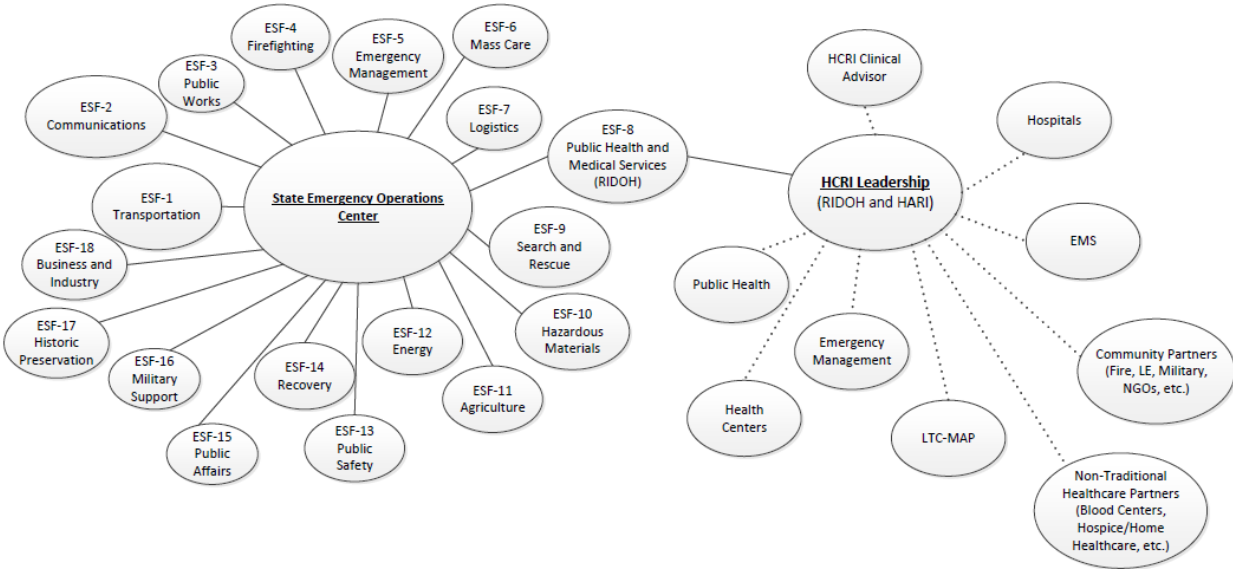 ESF-4
Firefighting
ESF-5
Emergency
Management
ESF-6
Mass Care
ESF-3
Public
Works
ESF-2
Communications
ESF-7
Logistics
ESF-8
Public Health and
Medical Services
(RIDOH)
ESF-1
Transportation
State Emergency Operations
Center
ESF-9
Search and
Rescue
ESF-18
Business and
Industry
ESF-10
Hazardous
Materials
ESF-17
Historic
Preservation
ESF-12
Energy
ESF-16
Military
Support
ESF-14
Recovery
ESF-11
Agriculture
ESF-15
Public
Affairs
ESF-13
Public
Safety
HCRI Clinical
Advisor
Hospitals
HCRI Leadership
(RIDOH and HARI)
EMS
Public Health
Emergency
Management
Community Partners
(Fire, LE, Military,
NGOs, etc.)
Health
Centers
LTC-MAP
Non-Traditional
Healthcare Partners
(Blood Centers,
Hospice/Home
Healthcare, etc.)